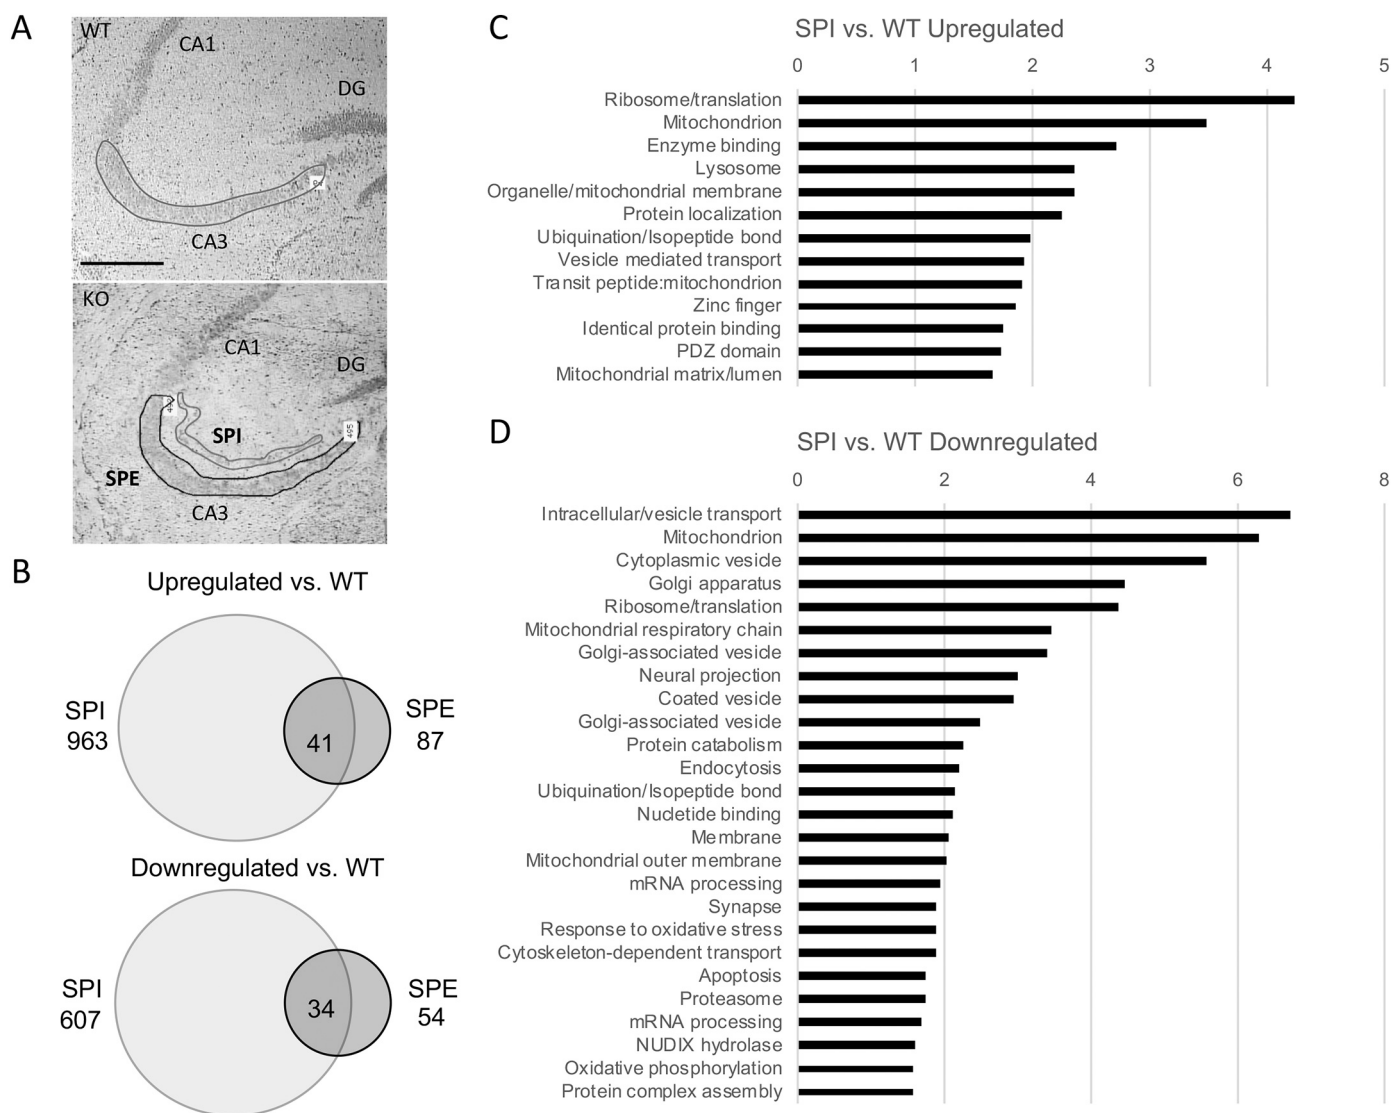 A
WT
CA1
DG
CA3
KO
CA1
DG
SPI
SPE
495
CA3
B
Upregulated vs. WT
SPI
963
41
SPE
87
Downregulated vs. WT
SPI
607
34
SPE
54
C
SPI vs. WT Upregulated
0 1 2 3 4 5
Ribosome/translation
Mitochondrion
Enzyme binding
Lysosome
Organelle/mitochondrial membrane
Protein localization
Ubiquination/Isopeptide bond
Vesicle mediated transport
Transit peptide:mitochondrion
Zinc finger
Identical protein binding
PDZ domain
Mitochondrial matrix/lumen
D
SPI vs. WT Downregulated
0 2 4 6 8
Intracellular/vesicle transport
Mitochondrion
Cytoplasmic vesicle
Golgi apparatus
Ribosome/translation
Mitochondrial respiratory chain
Golgi-associated vesicle
Neural projection
Coated vesicle
Golgi-associated vesicle
Protein catabolism
Endocytosis
Ubiquination/Isopeptide bond
Nucletide binding
Membrane
Mitochondrial outer membrane
mRNA processing
Synapse
Response to oxidative stress
Cytoskeleton-dependent transport
Apoptosis
Proteasome
mRNA processing
NUDIX hydrolase
Oxidative phosphorylation
Protein complex assembly